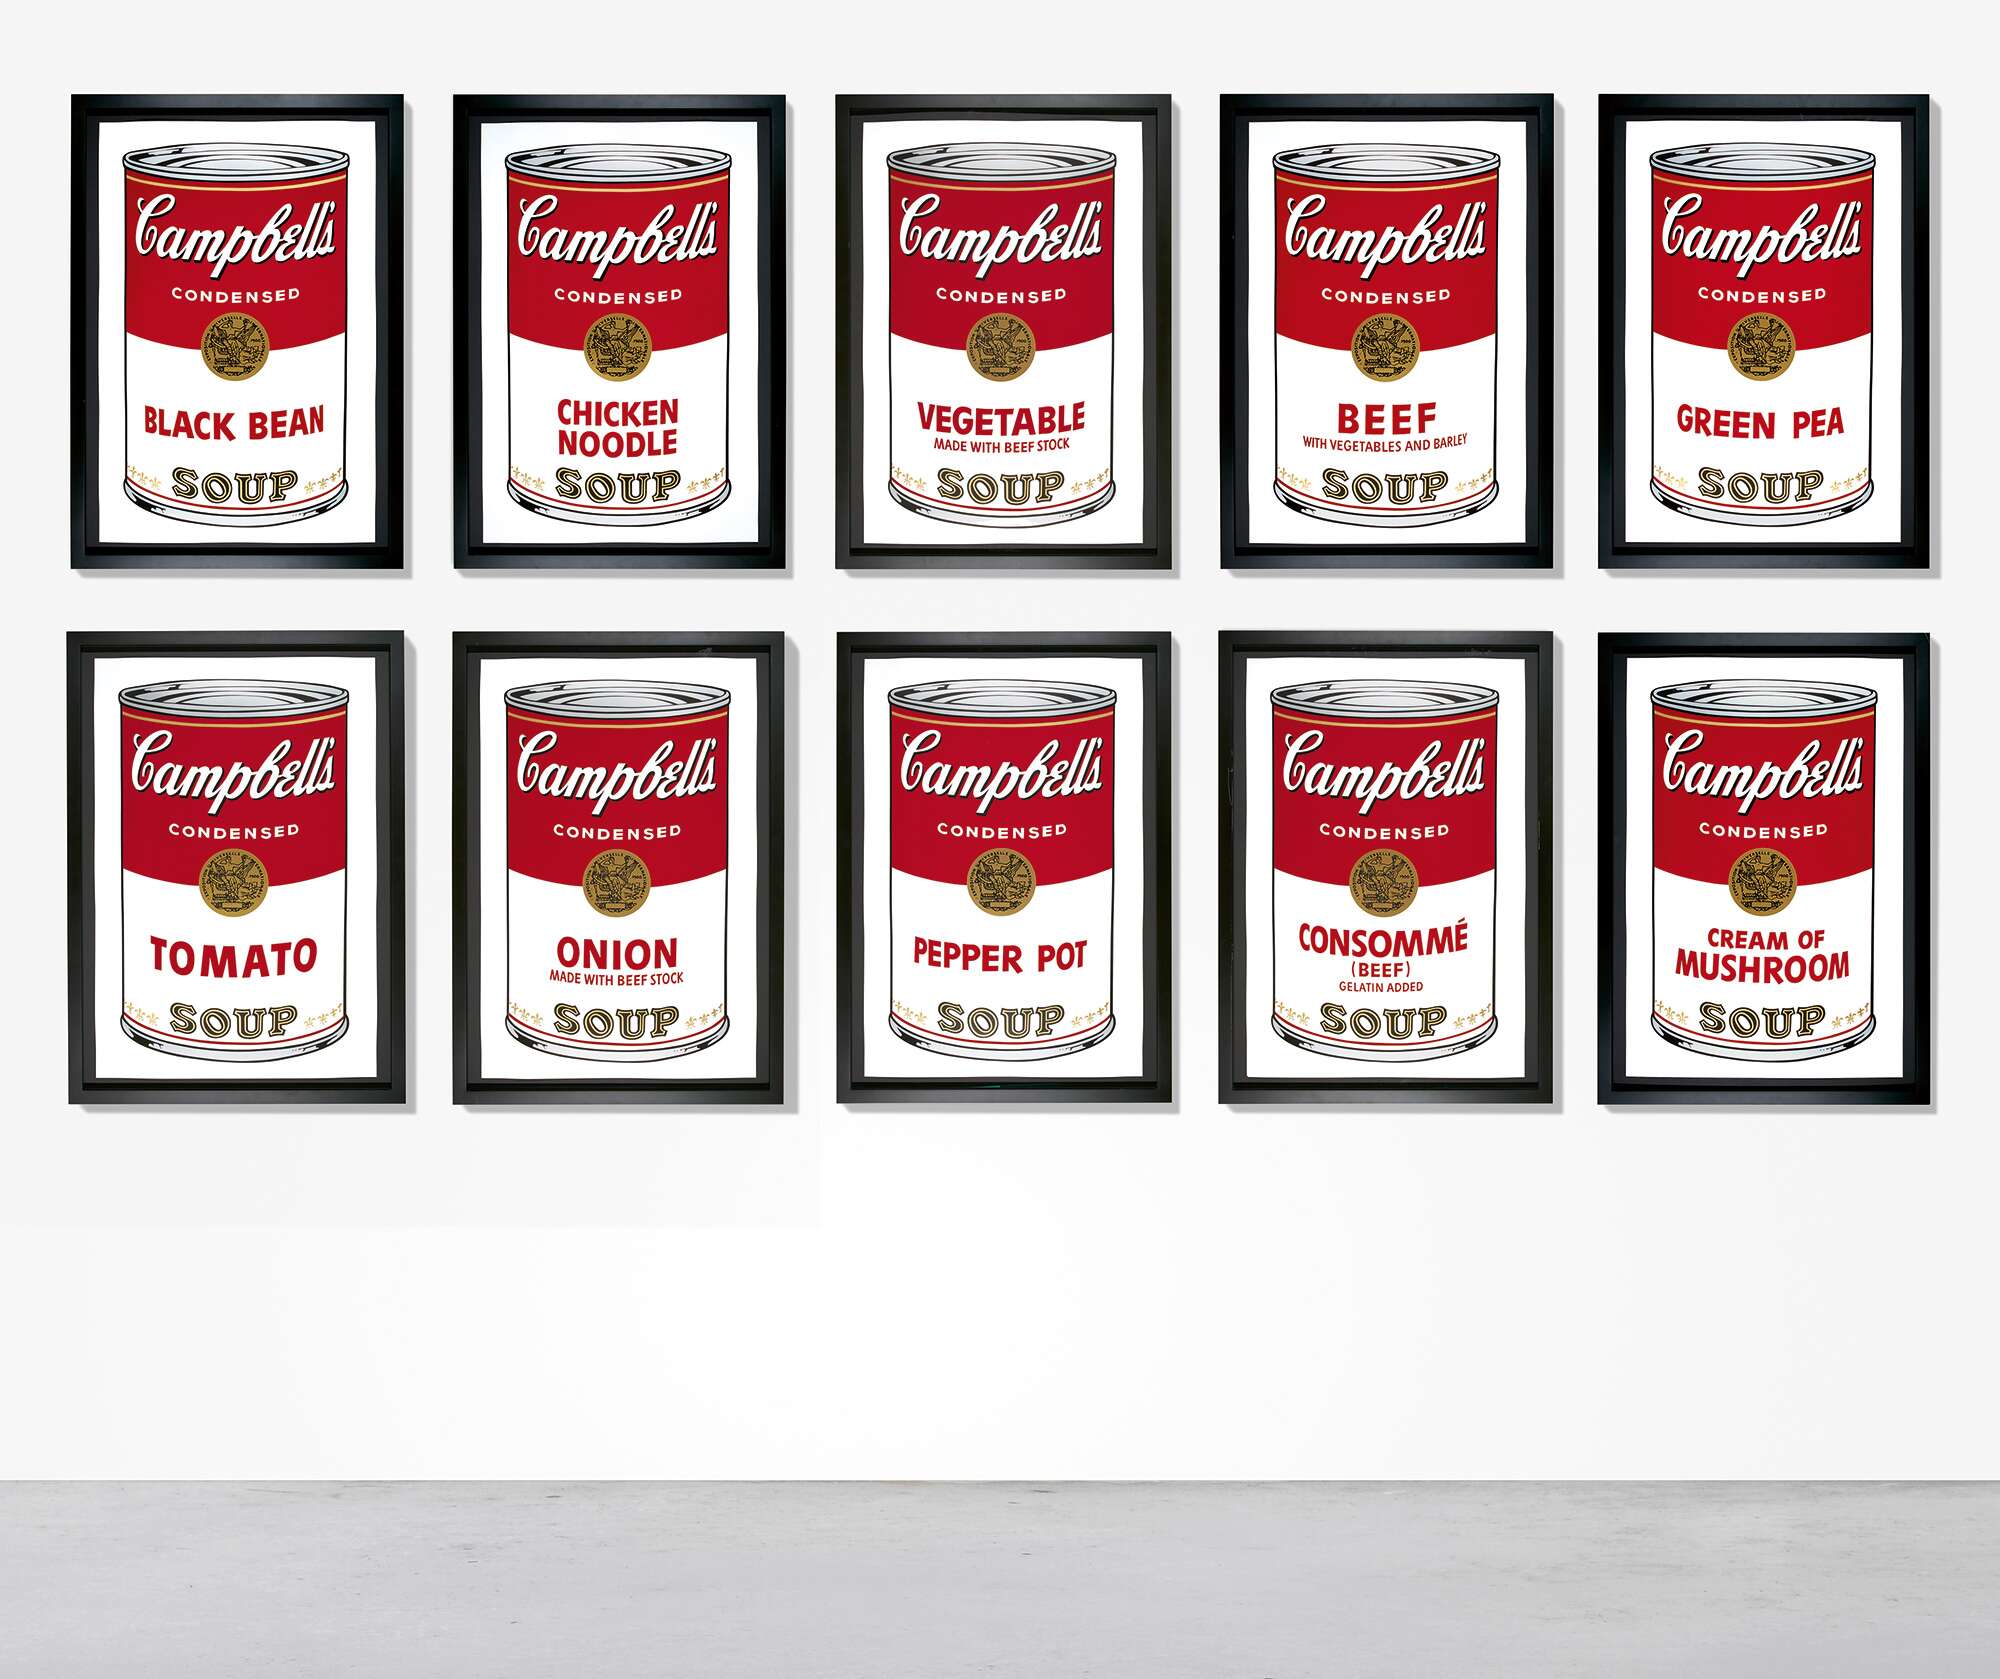 Campbell's
CONDENSED
BLACK BEAN
SOUP
Campbell's
CONDENSED
CHICKEN
NOODLE
SOUP
Campbell's
CONDENSED
VEGETABLE
MADE WITH BEEF STOCK
SOUP
Campbell's
CONDENSED
BEEF
WITH VEGETABLES AND BARLEY
SOUP
Campbell's
CONDENSED
GREEN PEA
SOUP
Campbell's
CONDENSED
TOMATO
SOUP
Campbell's
CONDENSED
ONION
MADE WITH BEEF STOCK
SOUP
Campbell's
CONDENSED
PEPPER POT
SOUP
Campbell's
CONDENSED
CONSOMMÉ
(BEEF)
GELATIN ADDED
SOUP
Campbell's
CONDENSED
CREAM OF
MUSHROOM
SOUP